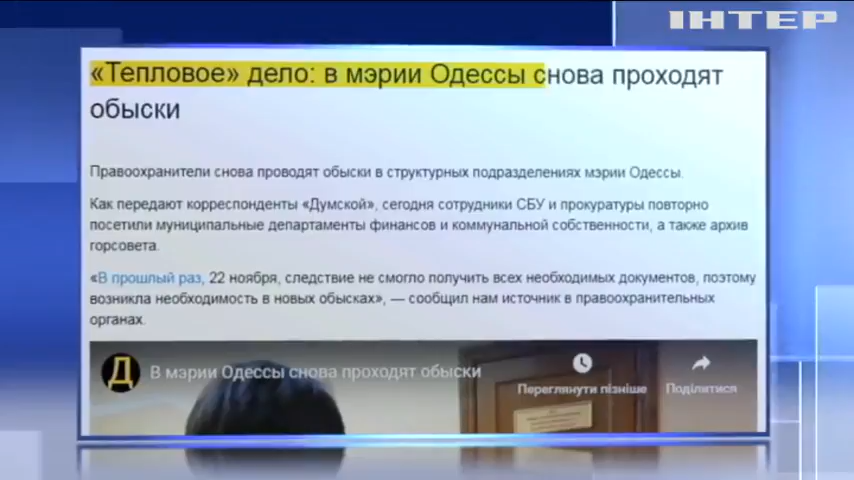 ІНТЕР
«Тепловое» дело: в мэрии Одессы снова проходят
обыски
Правоохранители снова проводят обыски в структурных подразделениях мэрии Одессы.
Как передают корреспонденты «Думской», сегодня сотрудники СБУ и прокуратуры повторно
посетили муниципальные департаменты финансов и коммунальной собственности, а также архив
горсовета.
«В прошлый раз, 22 ноября, следствие не смогло получить всех необходимых документов, поэтому
возникла необходимость в новых обысках», — сообщил нам источник в правоохранительных
органах.
Д В мэрии Одессы снова проходят обыски
Переглянути пізніше Поділитися